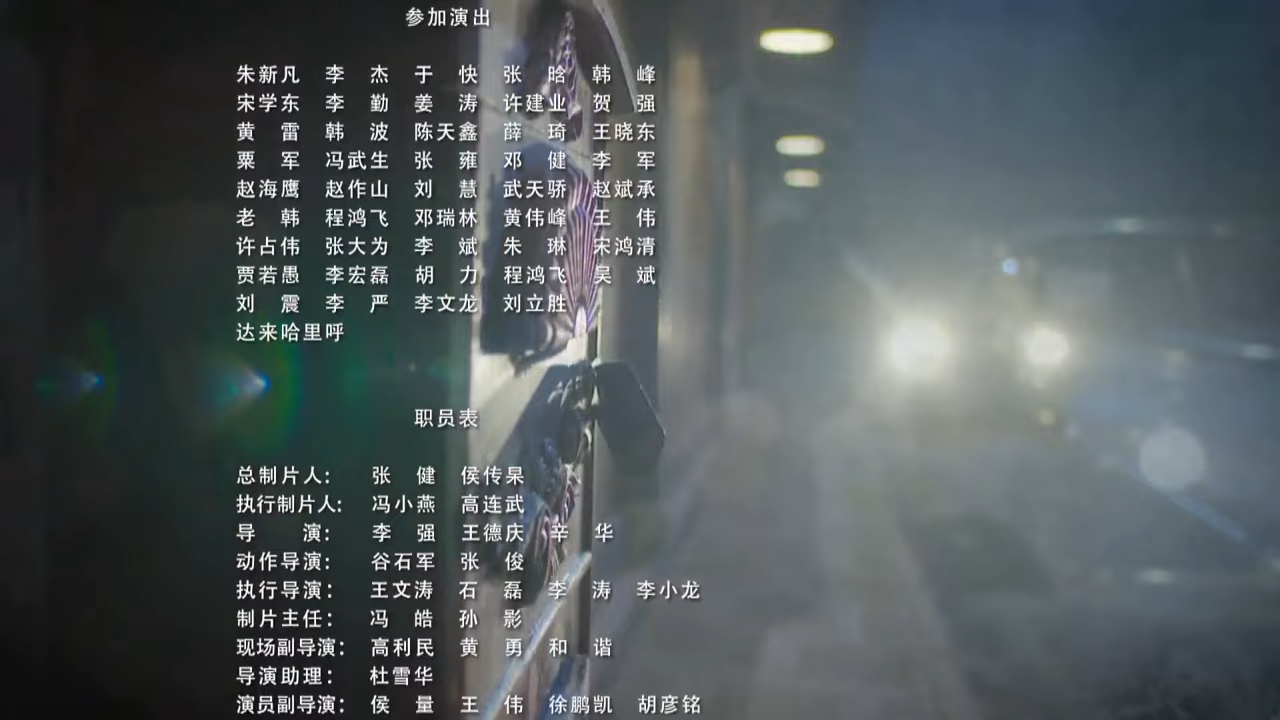 参加演出
朱新凡 李 杰 于 快 张 晗 韩 峰
宋学东 李 勤 姜 涛 许建业 贺 强
黄 雷 韩 波 陈天鑫 薛 琦 王晓东
粟 军 冯武生 张 雍 邓 健 李 军
赵海鹰 赵作山 刘 慧 武天骄 赵斌承
老 韩 程鸿飞 邓瑞林 黄伟峰 王 伟
许占伟 张大为 李 斌 朱 琳 宋鸿清
贾若愚 李宏磊 胡 力 程鸿飞 吴 斌
刘 震 李 严 李文龙 刘立胜
达来哈里呼
职员表
总制片人: 张 健 侯传杲
执行制片人: 冯小燕 高连武
导 演: 李 强 王德庆 辛 华
动作导演: 谷石军 张 俊
执行导演: 王文涛 石 磊 李 涛 李小龙
制片主任: 冯 皓 孙 影
现场副导演: 高利民 黄 勇 和 谐
导演助理: 杜雪华
演员副导演: 侯 量 王 伟 徐鹏凯 胡彦铭